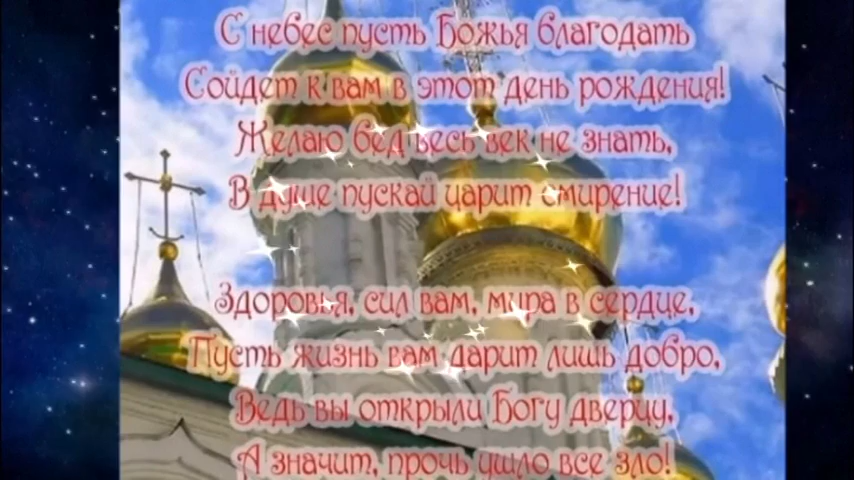 С небес пусть Божья благодать
Сойдет к вам в этот день рождения!
Желаю бед весь век не знать,
В душе пускай царит смирение!
Здоровья, сил вам, мира в сердце,
Пусть жизнь вам дарит лишь добро,
Ведь вы открыли Богу дверцу,
А значит, прочь ушло все зло!